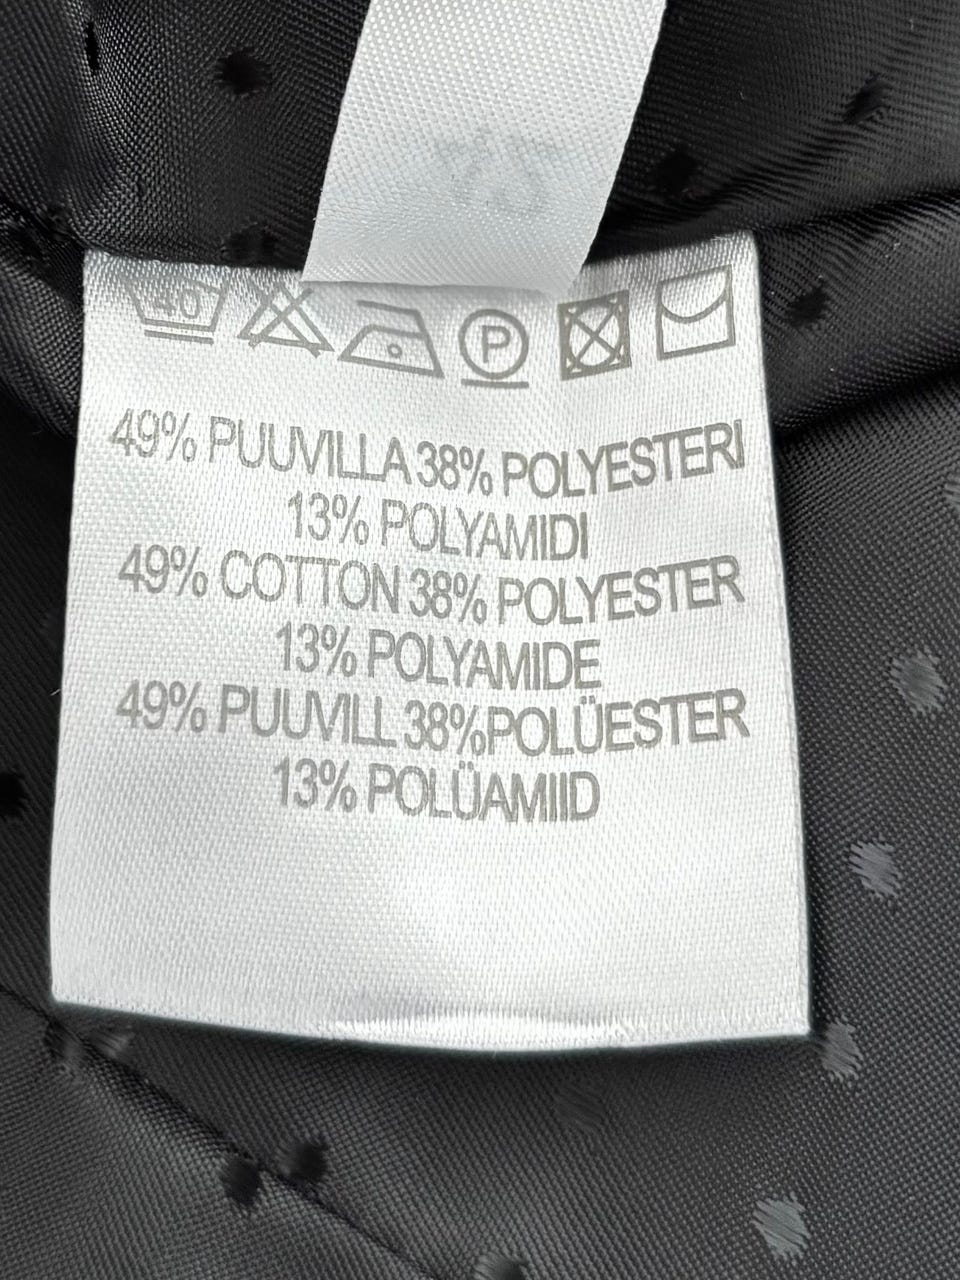 40
P
49% PUUVILLA 38% POLYESTERI
13% POLYAMIDI
49% COTTON 38% POLYESTER
13% POLYAMIDE
49% PUUVILL 38%POLÜESTER
13% POLÜAMIID